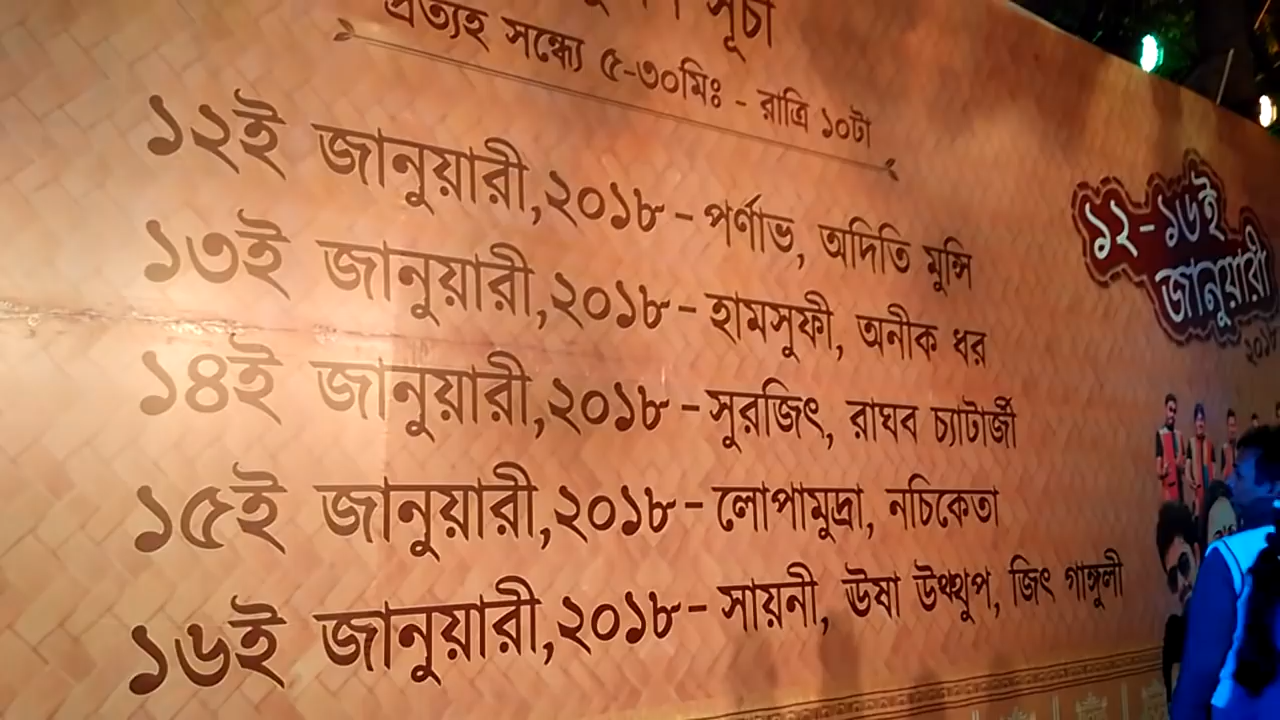 সূচী
প্রত্যহ সন্ধ্যে ৫-৩০মিঃ - রাত্রি ১০টা
১২ই জানুয়ারী,২০১৮ - পর্ণাভ, অদিতি মুন্সি
১৩ই জানুয়ারী,২০১৮ - হামসুফী, অনীক ধর
১৪ই জানুয়ারী,২০১৮ - সুরজিৎ, রাঘব চ্যাটার্জী
১৫ই জানুয়ারী,২০১৮ - লোপামুদ্রা, নচিকেতা
১৬ই জানুয়ারী,২০১৮ - সায়নী, ঊষা উত্থুপ, জিৎ গাঙ্গুলী
১২-১৬ই
জানুয়ারী
২০১৮